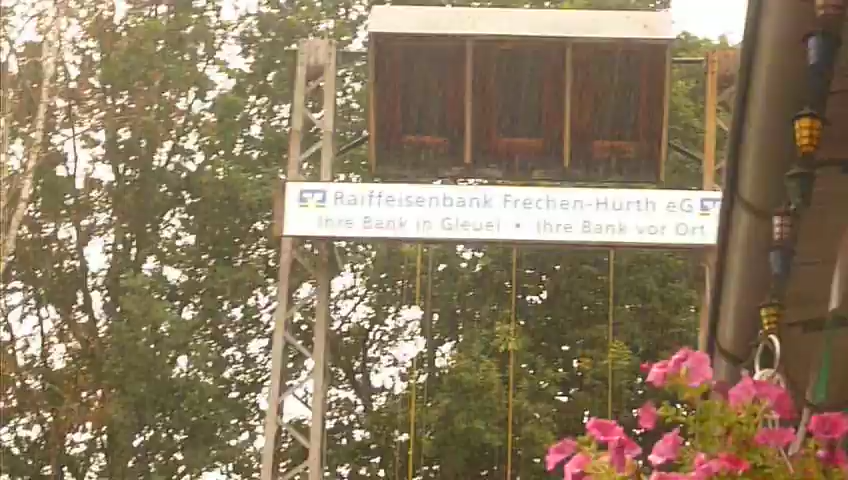 Raiffeisenbank Frechen-Hürth eG
Ihre Bank in Gleuel • Ihre Bank vor Ort